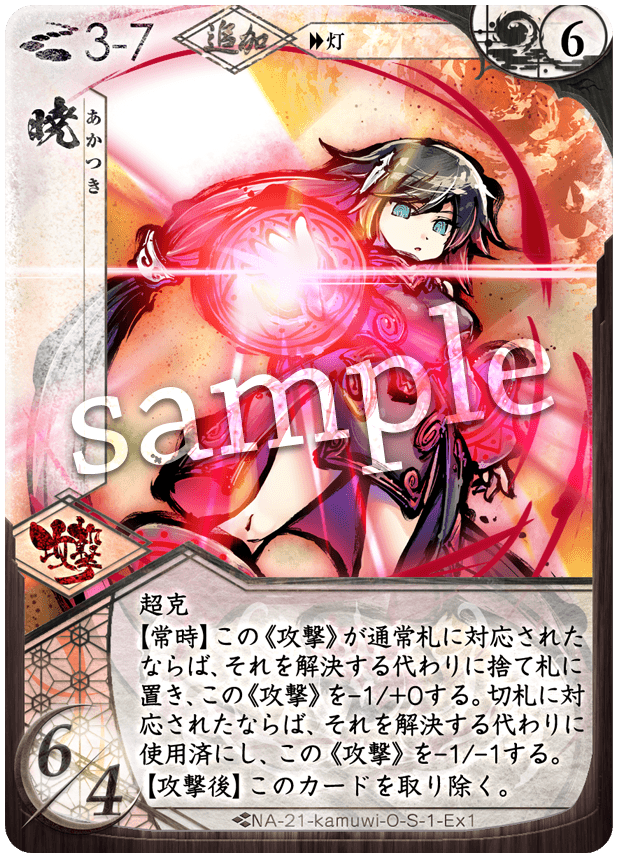 3-7
追加
灯
6
暁
あかつき
sample
攻撃
超克
【常時】この《攻撃》が通常札に対応された
ならば、それを解決する代わりに捨て札に
置き、この《攻撃》を-1/+0する。切札に対
応されたならば、それを解決する代わりに
使用済にし、この《攻撃》を-1/-1する。
【攻撃後】このカードを取り除く。
6/4
NA-21-kamuwi-O-S-1-Ex1